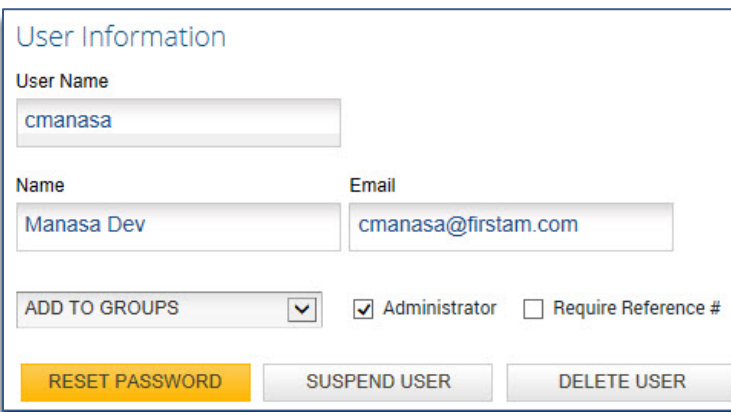 User Information
User Name
cmanasa
Name Email
Manasa Dev cmanasa@firstam.com
ADD TO GROUPS Administrator Require Reference #
RESET PASSWORD SUSPEND USER DELETE USER